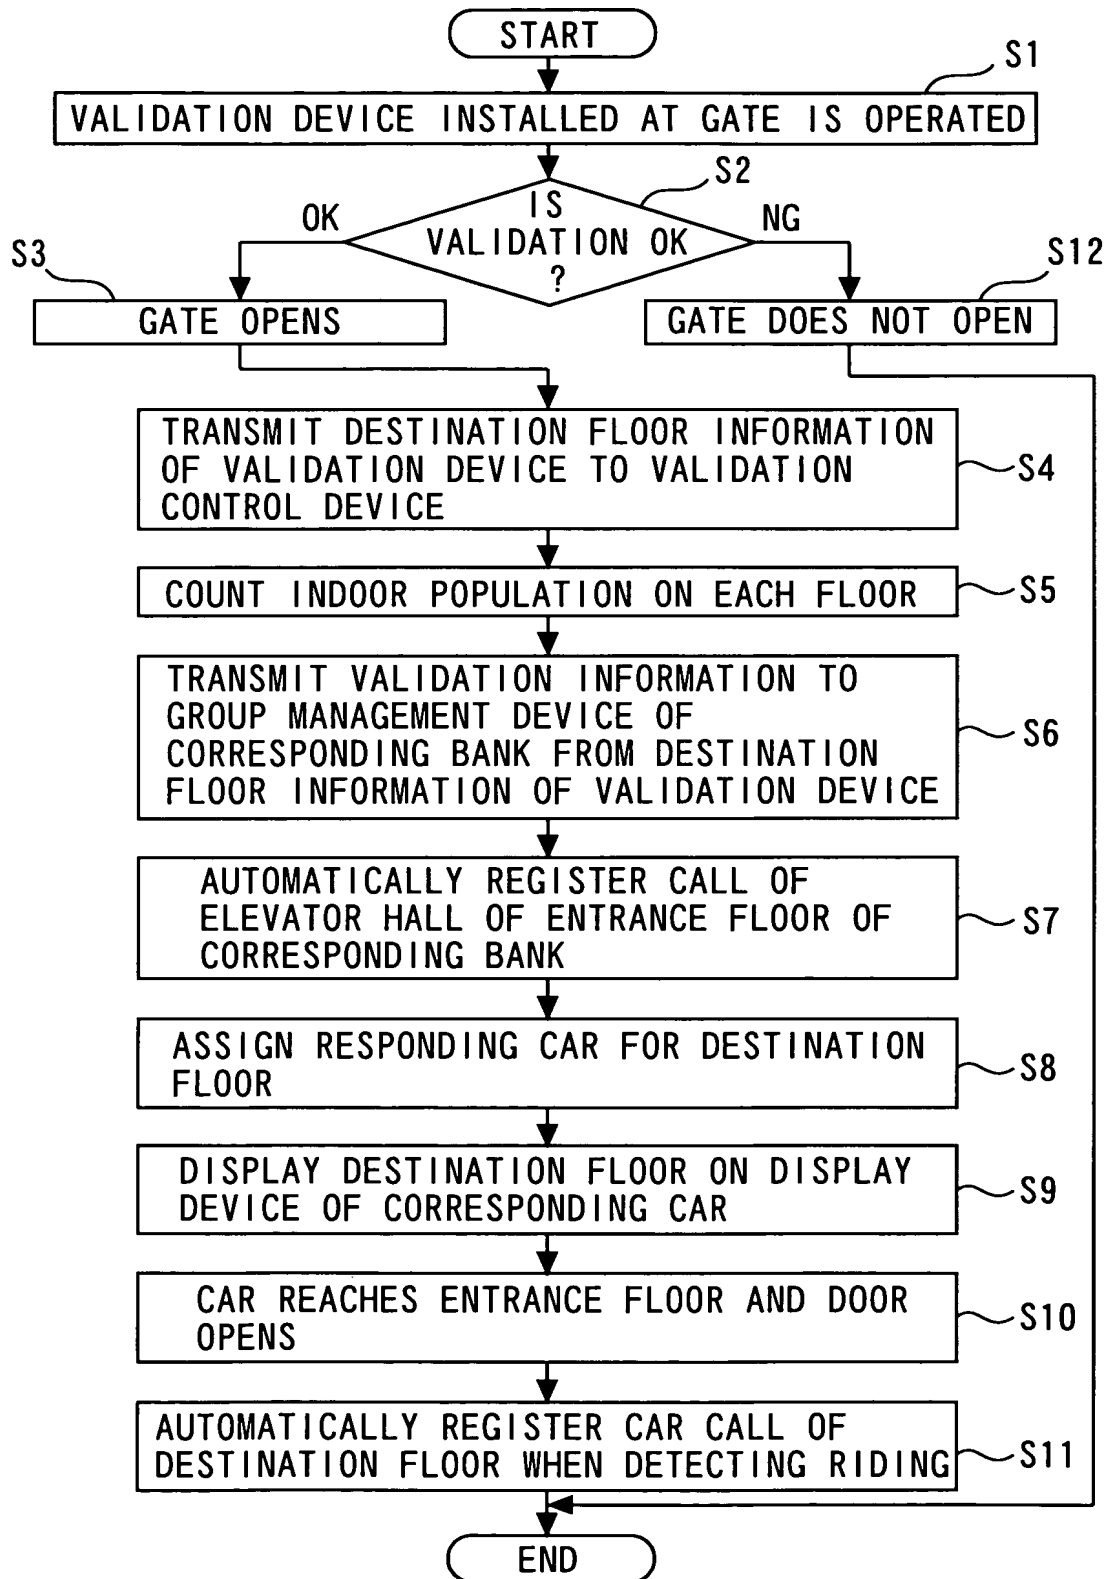 START
S1
VALIDATION DEVICE INSTALLED AT GATE IS OPERATED
S2
IS
VALIDATION OK
?
OK
NG
S3
GATE OPENS
S12
GATE DOES NOT OPEN
TRANSMIT DESTINATION FLOOR INFORMATION
OF VALIDATION DEVICE TO VALIDATION
CONTROL DEVICE
S4
COUNT INDOOR POPULATION ON EACH FLOOR
S5
TRANSMIT VALIDATION INFORMATION TO
GROUP MANAGEMENT DEVICE OF
CORRESPONDING BANK FROM DESTINATION
FLOOR INFORMATION OF VALIDATION DEVICE
S6
AUTOMATICALLY REGISTER CALL OF
ELEVATOR HALL OF ENTRANCE FLOOR OF
CORRESPONDING BANK
S7
ASSIGN RESPONDING CAR FOR DESTINATION
FLOOR
S8
DISPLAY DESTINATION FLOOR ON DISPLAY
DEVICE OF CORRESPONDING CAR
S9
CAR REACHES ENTRANCE FLOOR AND DOOR
OPENS
S10
AUTOMATICALLY REGISTER CAR CALL OF
DESTINATION FLOOR WHEN DETECTING RIDING
S11
END